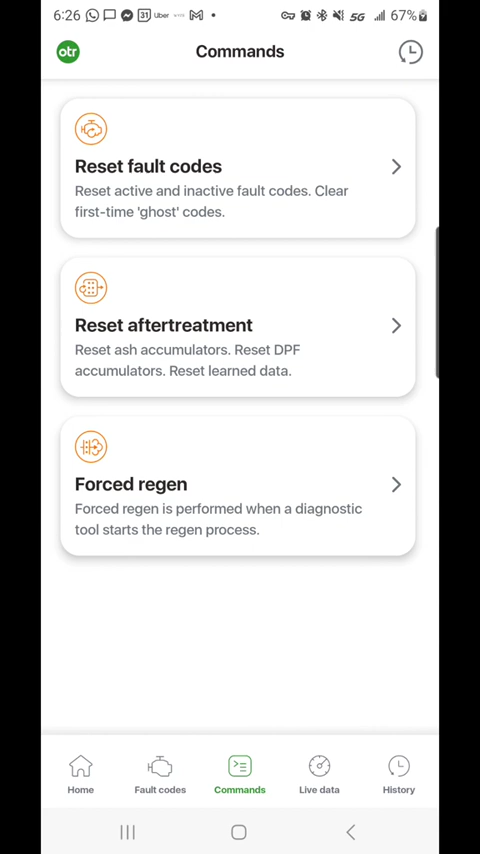 6:26 31 Uber 5G 67%
otr Commands
Reset fault codes
Reset active and inactive fault codes. Clear
first-time 'ghost' codes.
Reset aftertreatment
Reset ash accumulators. Reset DPF
accumulators. Reset learned data.
Forced regen
Forced regen is performed when a diagnostic
tool starts the regen process.
Home Fault codes Commands Live data History